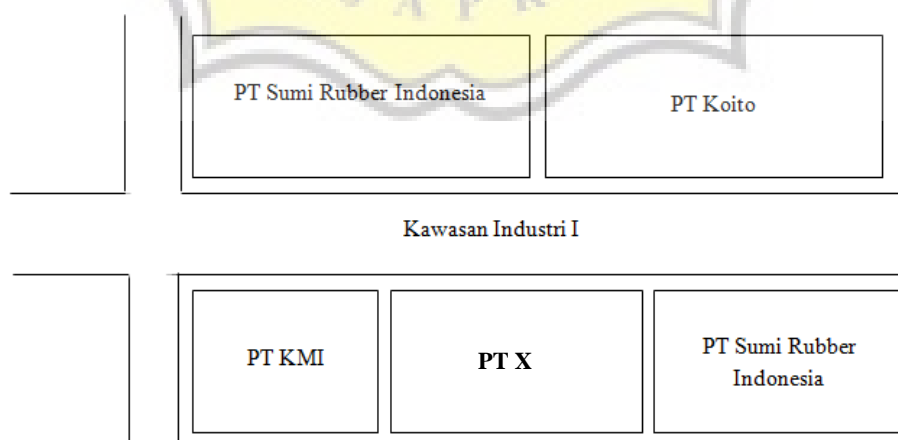 PT Sumi Rubber Indonesia
PT Koito
Kawasan Industri I
PT KMI
PT X
PT Sumi Rubber
Indonesia